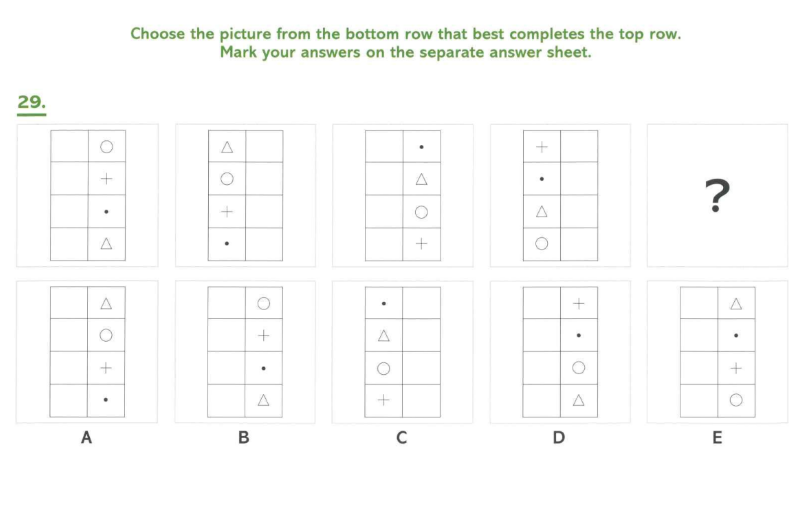 Choose the picture from the bottom row that best completes the top row.
Mark your answers on the separate answer sheet.
29.
?
A B C D E